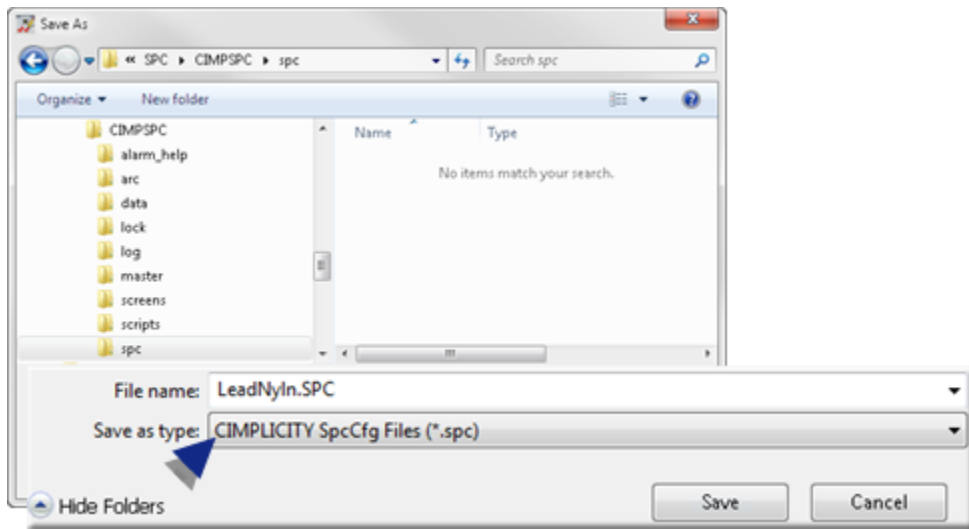 Save As
« SPC ▸ CIMPSPC ▸ spc
Search spc
Organize
New folder
CIMPSPC
alarm_help
arc
data
lock
log
master
screens
scripts
spc
Name
Type
No items match your search.
File name: LeadNyIn.SPC
Save as type: CIMPLICITY SpcCfg Files (*.spc)
Hide Folders
Save
Cancel